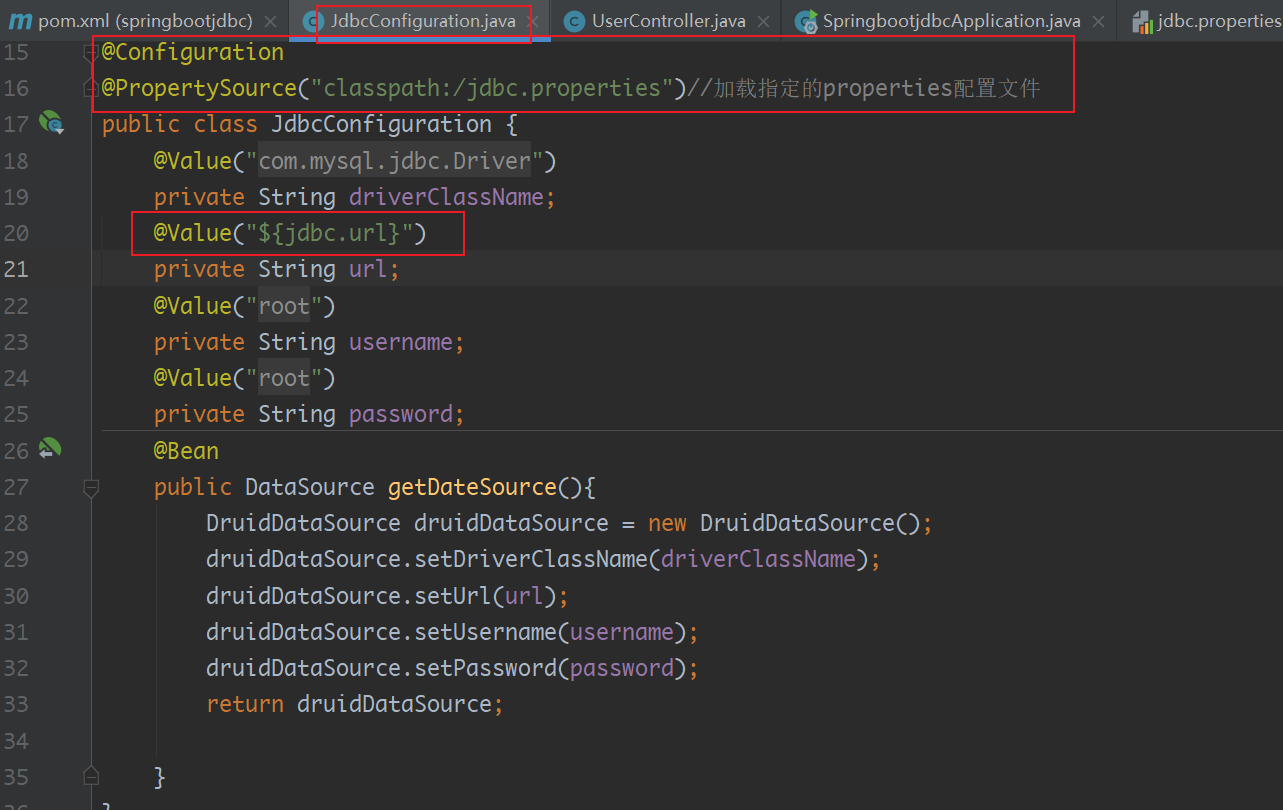 pom.xml (springbootjdbc) JdbcConfiguration.java UserController.java SpringbootjdbcApplication.java jdbc.properties
15 @Configuration
16 @PropertySource("classpath:/jdbc.properties")//加载指定的properties配置文件
17 public class JdbcConfiguration {
18 @Value("com.mysql.jdbc.Driver")
19 private String driverClassName;
20 @Value("${jdbc.url}")
21 private String url;
22 @Value("root")
23 private String username;
24 @Value("root")
25 private String password;
26 @Bean
27 public DataSource getDateSource(){
28 DruidDataSource druidDataSource = new DruidDataSource();
29 druidDataSource.setDriverClassName(driverClassName);
30 druidDataSource.setUrl(url);
31 druidDataSource.setUsername(username);
32 druidDataSource.setPassword(password);
33 return druidDataSource;
34
35 }